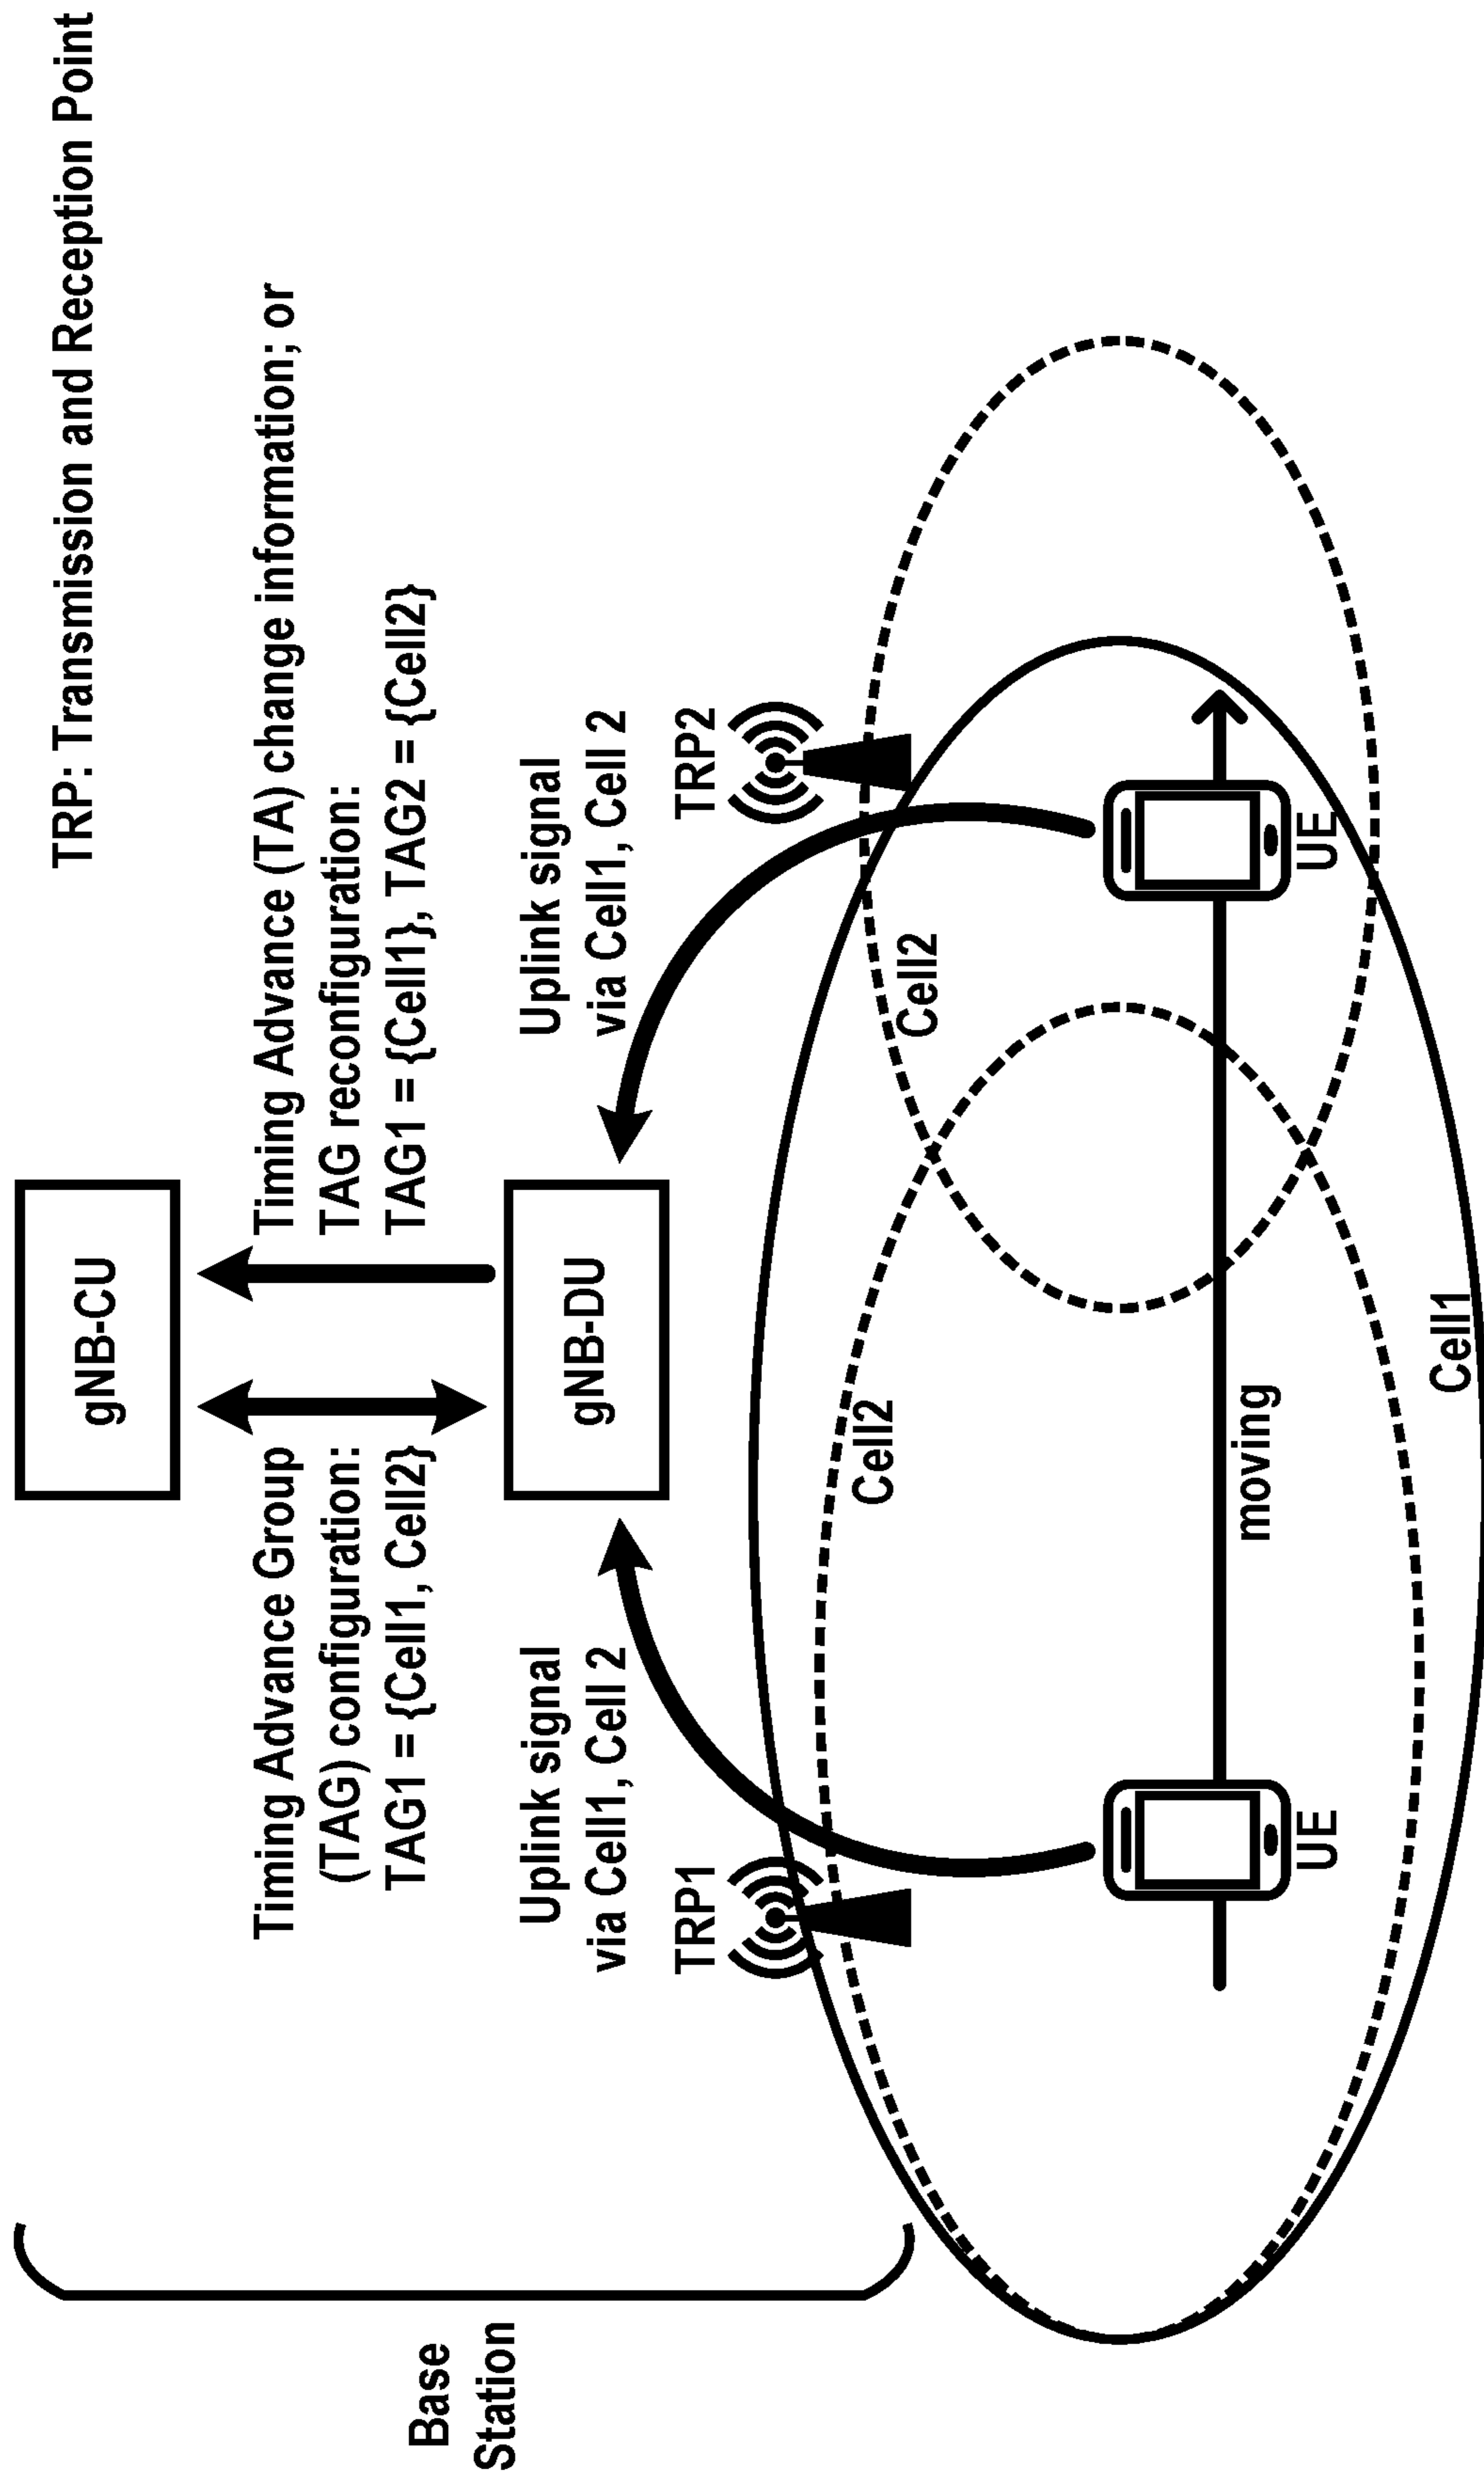 TRP: Transmission and Reception Point
gNB-CU
Timing Advance Group
(TAG) configuration:
TAG1 = {Cell1, Cell2}
Timing Advance (TA) change information; or
TAG reconfiguration:
TAG1 = {Cell1}, TAG2 = {Cell2}
Base
Station
gNB-DU
Uplink signal
via Cell1, Cell 2
Uplink signal
via Cell1, Cell 2
TRP1
TRP2
Cell2
Cell2
UE
moving
UE
Cell1